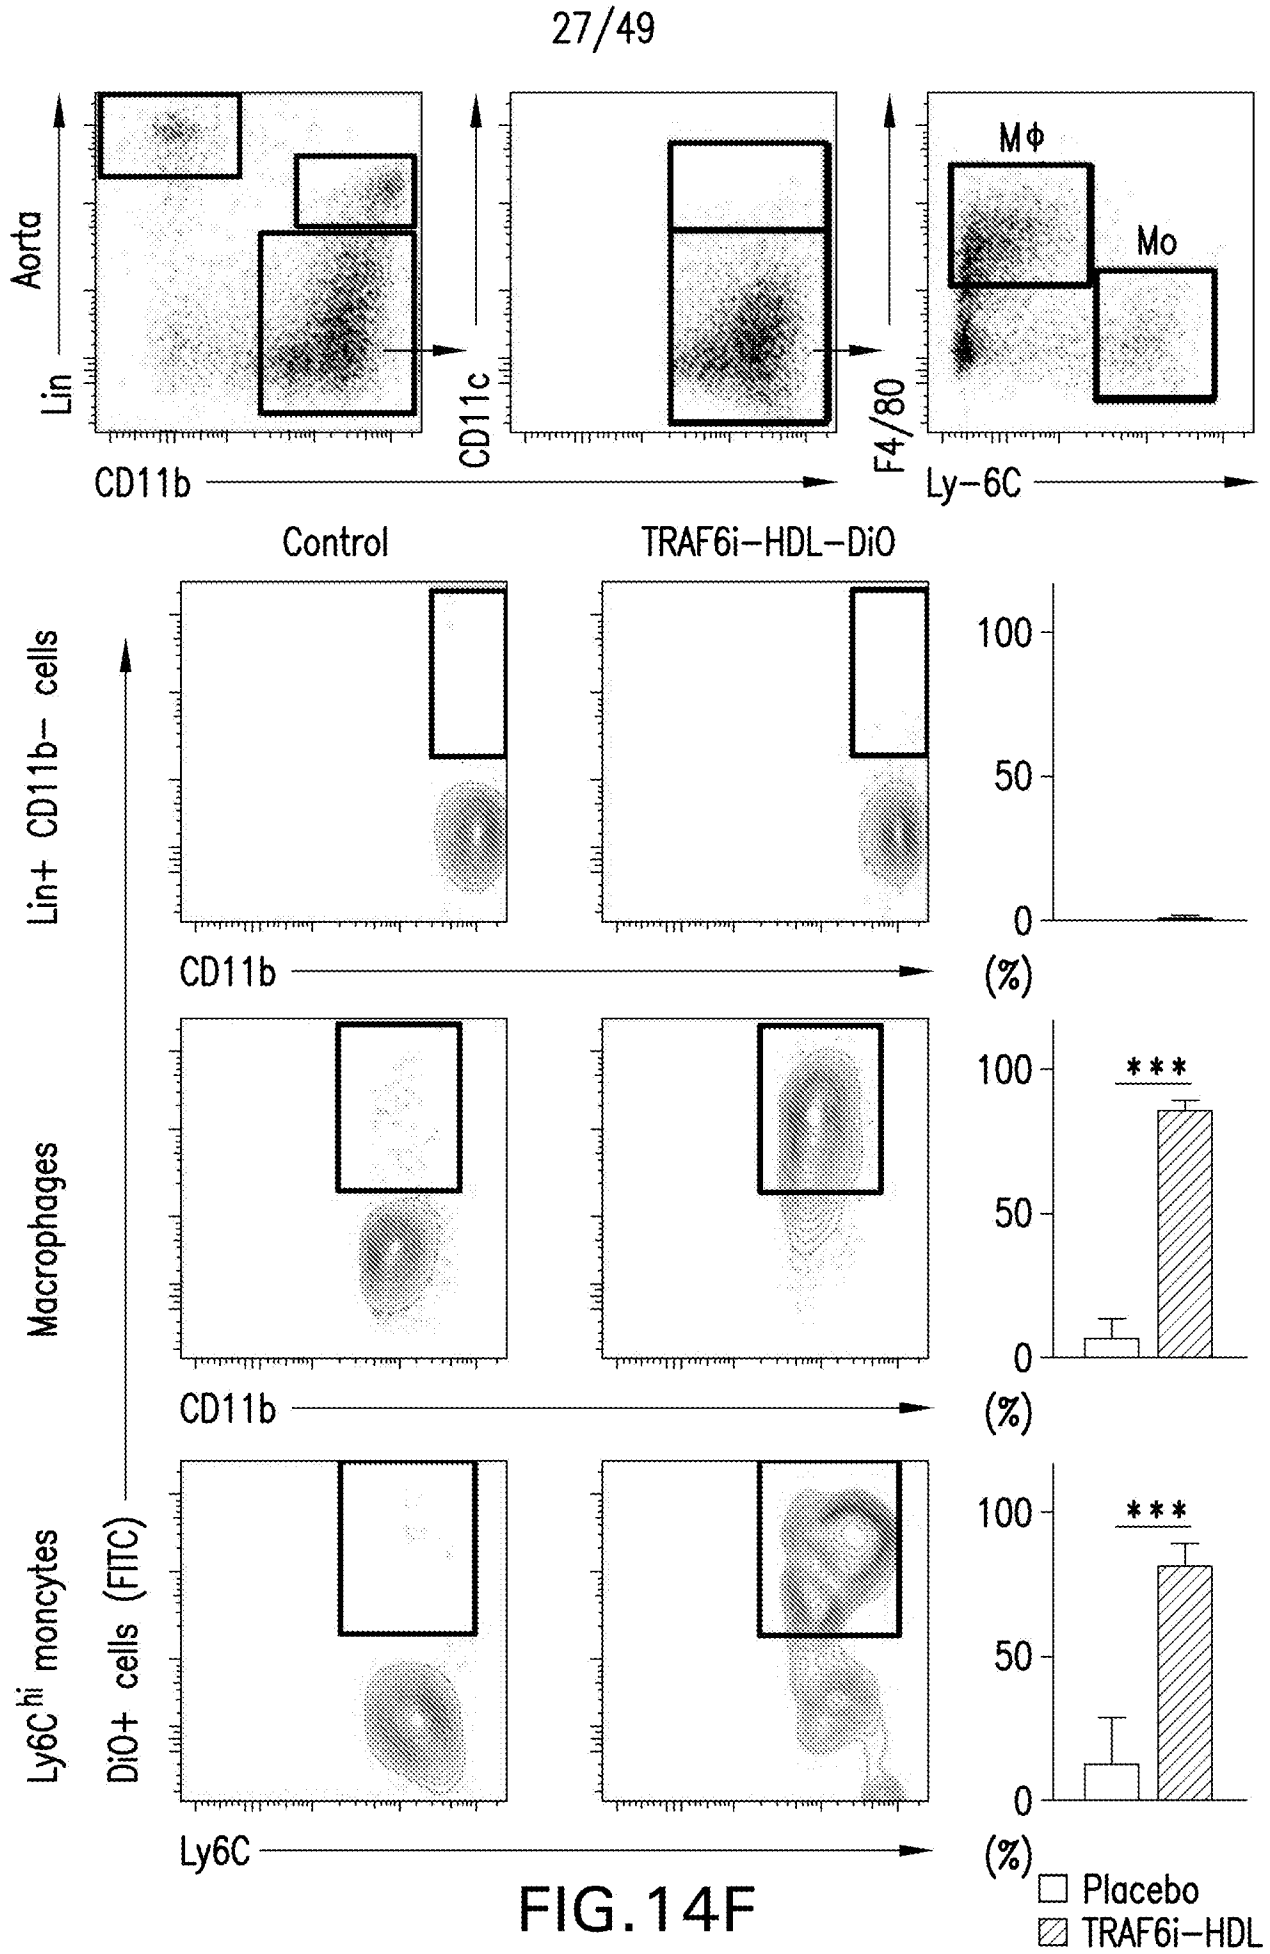 27/49
Aorta
Lin
CD11b
CD11c
F4/80
MΦ
Mo
Ly-6C
Control
TRAF6i-HDL-DiO
Lin+ CD11b- cells
100
50
0
CD11b
(%)
Macrophages
100
***
50
0
CD11b
(%)
Ly6Chi moncytes
DiO+ cells (FITC)
100
***
50
0
Ly6C
(%)
Placebo
TRAF6i-HDL
FIG.14F